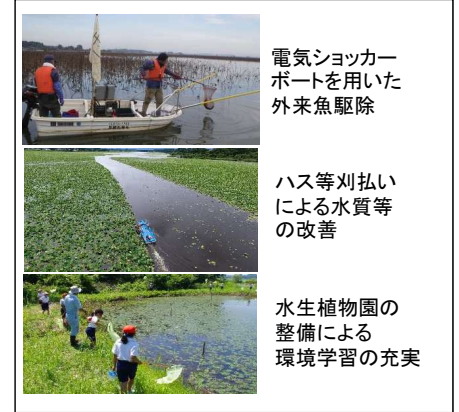 電気ショッカー
ボートを用いた
外来魚駆除
ハス等刈払い
による水質等
の改善
水生植物園の
整備による
環境学習の充実